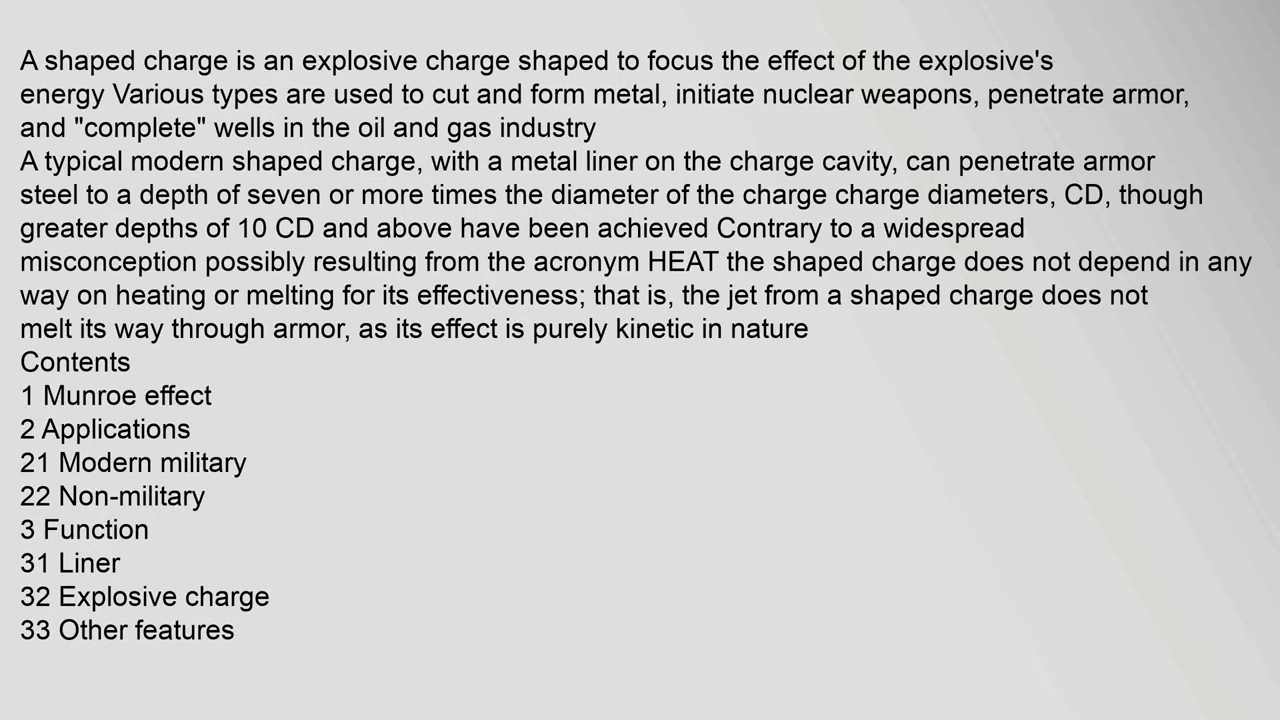 A shaped charge is an explosive charge shaped to focus the effect of the explosive's
energy Various types are used to cut and form metal, initiate nuclear weapons, penetrate armor,
and "complete" wells in the oil and gas industry
A typical modern shaped charge, with a metal liner on the charge cavity, can penetrate armor
steel to a depth of seven or more times the diameter of the charge charge diameters, CD, though
greater depths of 10 CD and above have been achieved Contrary to a widespread
misconception possibly resulting from the acronym HEAT the shaped charge does not depend in any
way on heating or melting for its effectiveness; that is, the jet from a shaped charge does not
melt its way through armor, as its effect is purely kinetic in nature
Contents
1 Munroe effect
2 Applications
21 Modern military
22 Non-military
3 Function
31 Liner
32 Explosive charge
33 Other features